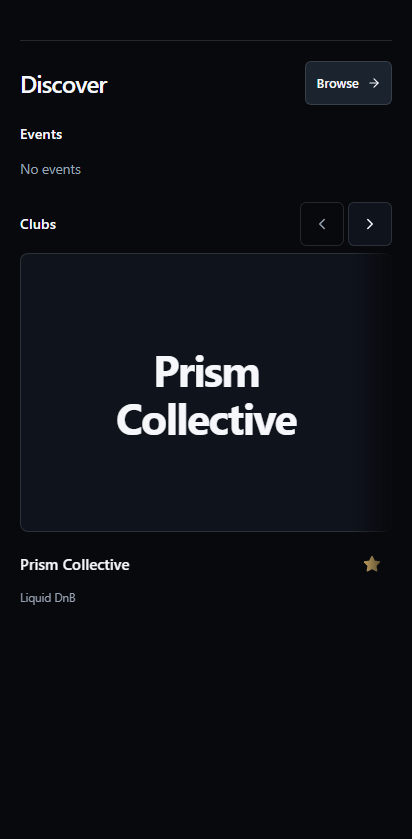 Discover
Browse
Events
No events
Clubs
Prism
Collective
Prism Collective
Liquid DnB